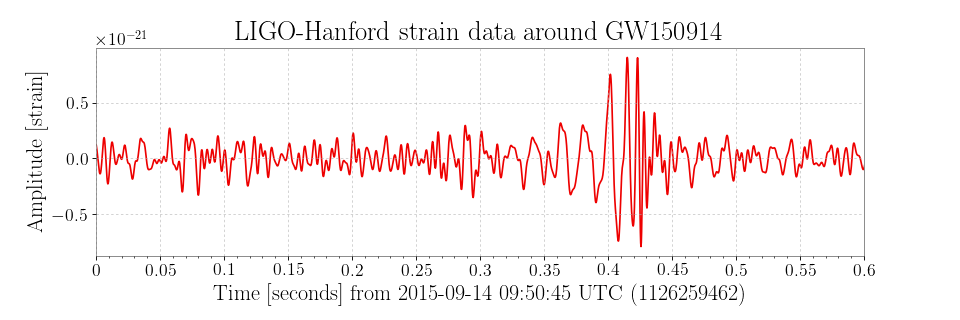 LIGO-Hanford strain data around GW150914
×10⁻²¹
Amplitude [strain]
0.5
0.0
−0.5
0 0.05 0.1 0.15 0.2 0.25 0.3 0.35 0.4 0.45 0.5 0.55 0.6
Time [seconds] from 2015-09-14 09:50:45 UTC (1126259462)